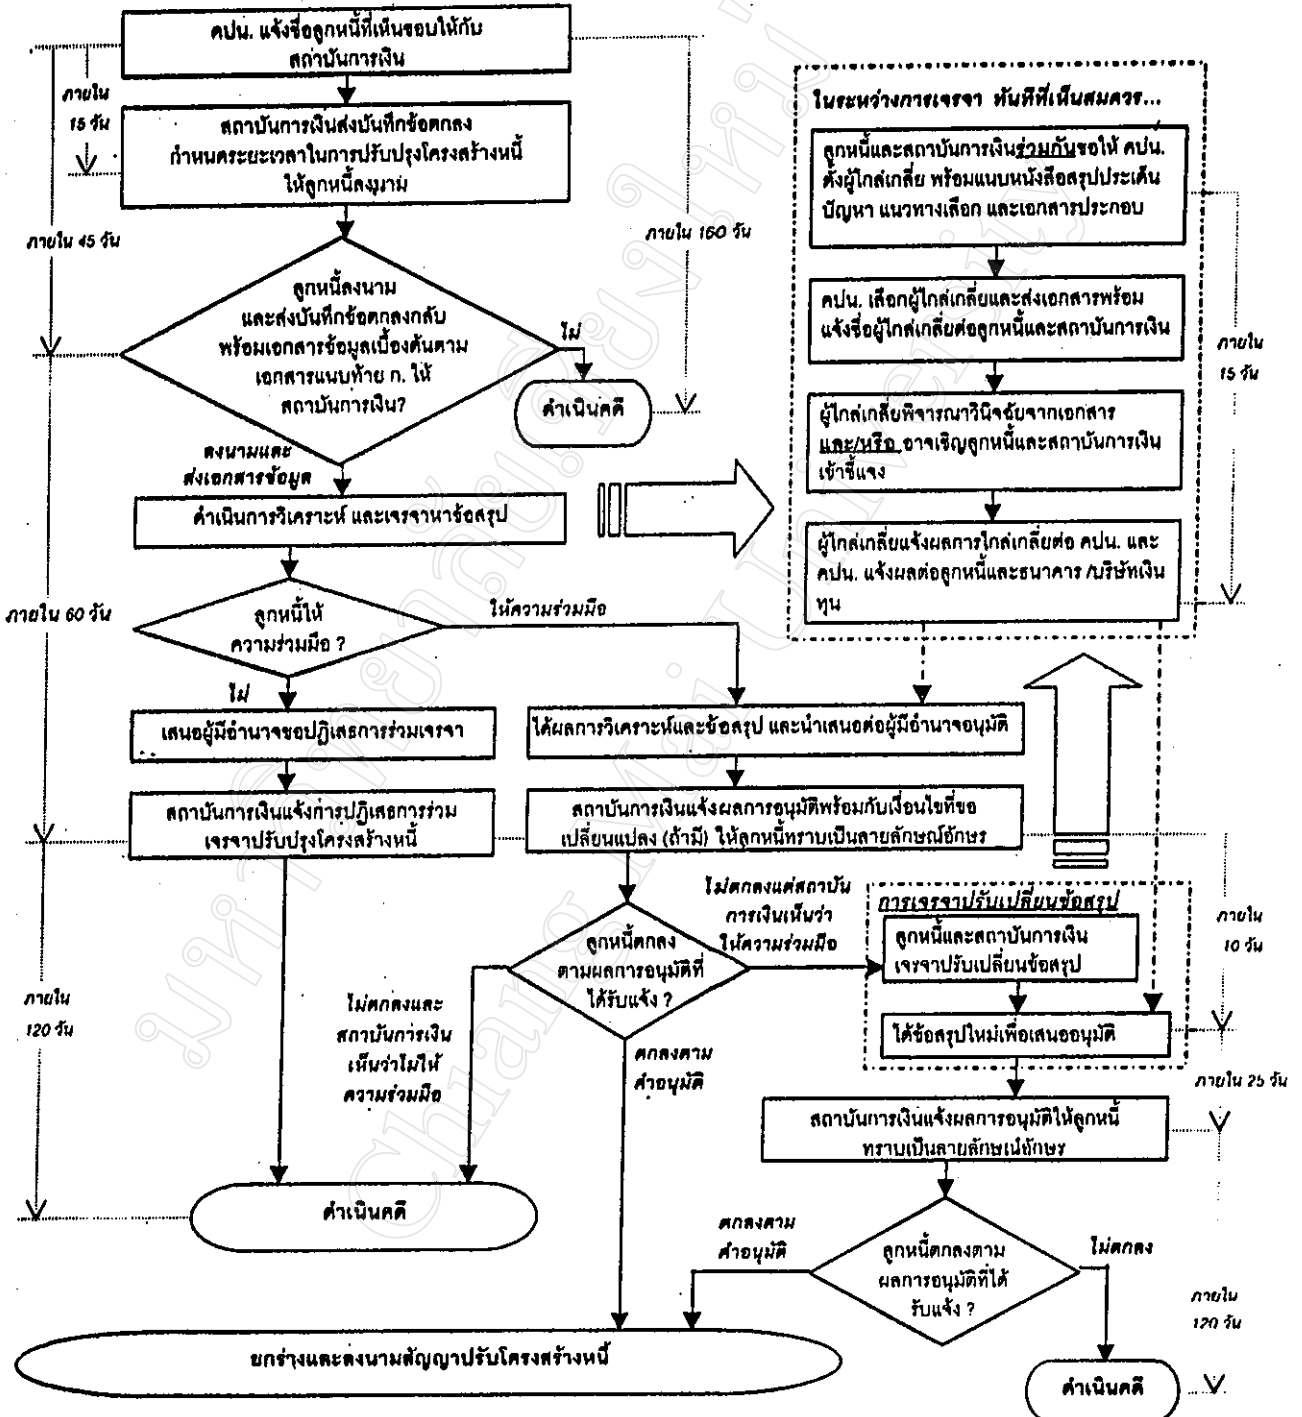 คปน. แจ้งชื่อลูกหนี้ที่เห็นชอบให้กับ
สถาบันการเงิน
ภายใน
15 วัน
สถาบันการเงินส่งบันทึกข้อตกลง
กำหนดระยะเวลาในการปรับปรุงโครงสร้างหนี้
ให้ลูกหนี้ลงนาม
ภายใน 45 วัน
ภายใน 160 วัน
ลูกหนี้ลงนาม
และส่งบันทึกข้อตกลงกลับ
พร้อมเอกสารข้อมูลเบื้องต้นตาม
เอกสารแนบท้าย ก. ให้
สถาบันการเงิน?
ไม่
ดำเนินคดี
ลงนามและ
ส่งเอกสารข้อมูล
ดำเนินการวิเคราะห์ และเจรจาหาข้อสรุป
ในระหว่างการเจรจา ทันทีที่เห็นสมควร...
ลูกหนี้และสถาบันการเงินร่วมกันขอให้ คปน.
ตั้งผู้ไกล่เกลี่ย พร้อมแนบหนังสือสรุปประเด็น
ปัญหา แนวทางเลือก และเอกสารประกอบ
คปน. เลือกผู้ไกล่เกลี่ยและส่งเอกสารพร้อม
แจ้งชื่อผู้ไกล่เกลี่ยต่อลูกหนี้และสถาบันการเงิน
ภายใน
15 วัน
ผู้ไกล่เกลี่ยพิจารณาวินิจฉัยจากเอกสาร
และ/หรือ อาจเชิญลูกหนี้และสถาบันการเงิน
เข้าชี้แจง
ผู้ไกล่เกลี่ยแจ้งผลการไกล่เกลี่ยต่อ คปน. และ
คปน. แจ้งผลต่อลูกหนี้และธนาคาร /บริษัทเงิน
ทุน
ภายใน 60 วัน
ลูกหนี้ให้
ความร่วมมือ ?
ให้ความร่วมมือ
ไม่
เสนอผู้มีอำนาจขอปฏิเสธการร่วมเจรจา
ได้ผลการวิเคราะห์และข้อสรุป และนำเสนอต่อผู้มีอำนาจอนุมัติ
สถาบันการเงินแจ้งการปฏิเสธการร่วม
เจรจาปรับปรุงโครงสร้างหนี้
สถาบันการเงินแจ้งผลการอนุมัติพร้อมกับเงื่อนไขที่ขอ
เปลี่ยนแปลง (ถ้ามี) ให้ลูกหนี้ทราบเป็นลายลักษณ์อักษร
ไม่ตกลงแต่สถาบัน
การเงินเห็นว่า
ให้ความร่วมมือ
ลูกหนี้ตกลง
ตามผลการอนุมัติที่
ได้รับแจ้ง ?
การเจรจาปรับเปลี่ยนข้อสรุป
ลูกหนี้และสถาบันการเงิน
เจรจาปรับเปลี่ยนข้อสรุป
ภายใน
10 วัน
ได้ข้อสรุปใหม่เพื่อเสนออนุมัติ
ภายใน
120 วัน
ไม่ตกลงและ
สถาบันการเงิน
เห็นว่าไม่ให้
ความร่วมมือ
ตกลงตาม
คำอนุมัติ
ภายใน 25 วัน
สถาบันการเงินแจ้งผลการอนุมัติให้ลูกหนี้
ทราบเป็นลายลักษณ์อักษร
ดำเนินคดี
ตกลงตาม
คำอนุมัติ
ลูกหนี้ตกลงตาม
ผลการอนุมัติที่ได้
รับแจ้ง ?
ไม่ตกลง
ภายใน
120 วัน
ยกร่างและลงนามสัญญาปรับโครงสร้างหนี้
ดำเนินคดี
มหาวิทยาลัยเชียงใหม่
Chiang Mai University